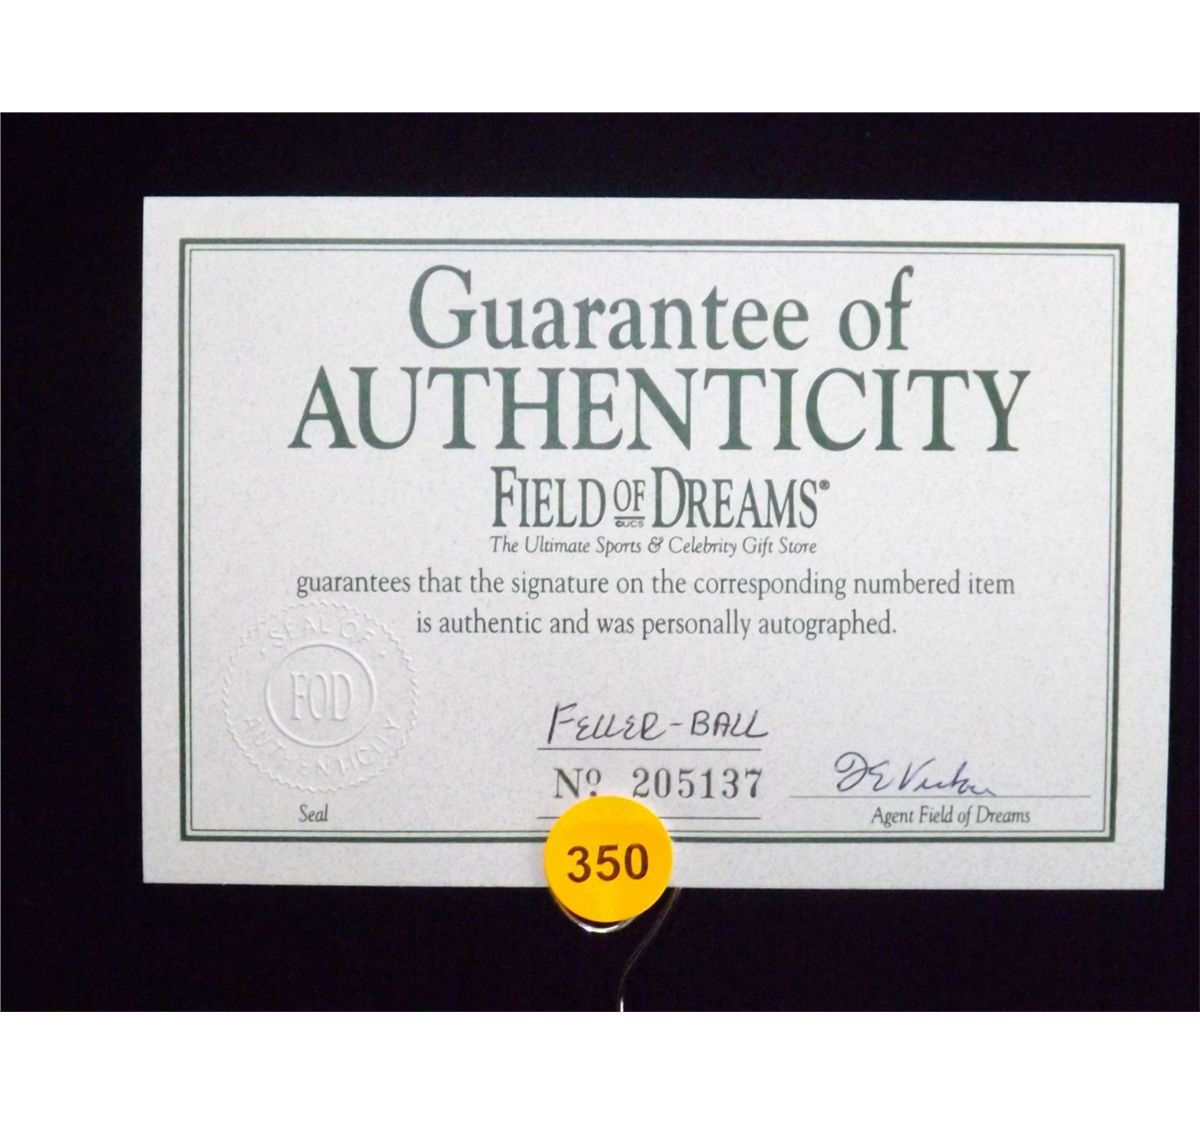 Guarantee of
AUTHENTICITY
FIELD OF DREAMS®
©UCS
The Ultimate Sports & Celebrity Gift Store
guarantees that the signature on the corresponding numbered item
is authentic and was personally autographed.
SEAL OF
FOD
AUTHENTICITY
Seal
FELLER-BALL
Nº 205137
Agent Field of Dreams
350